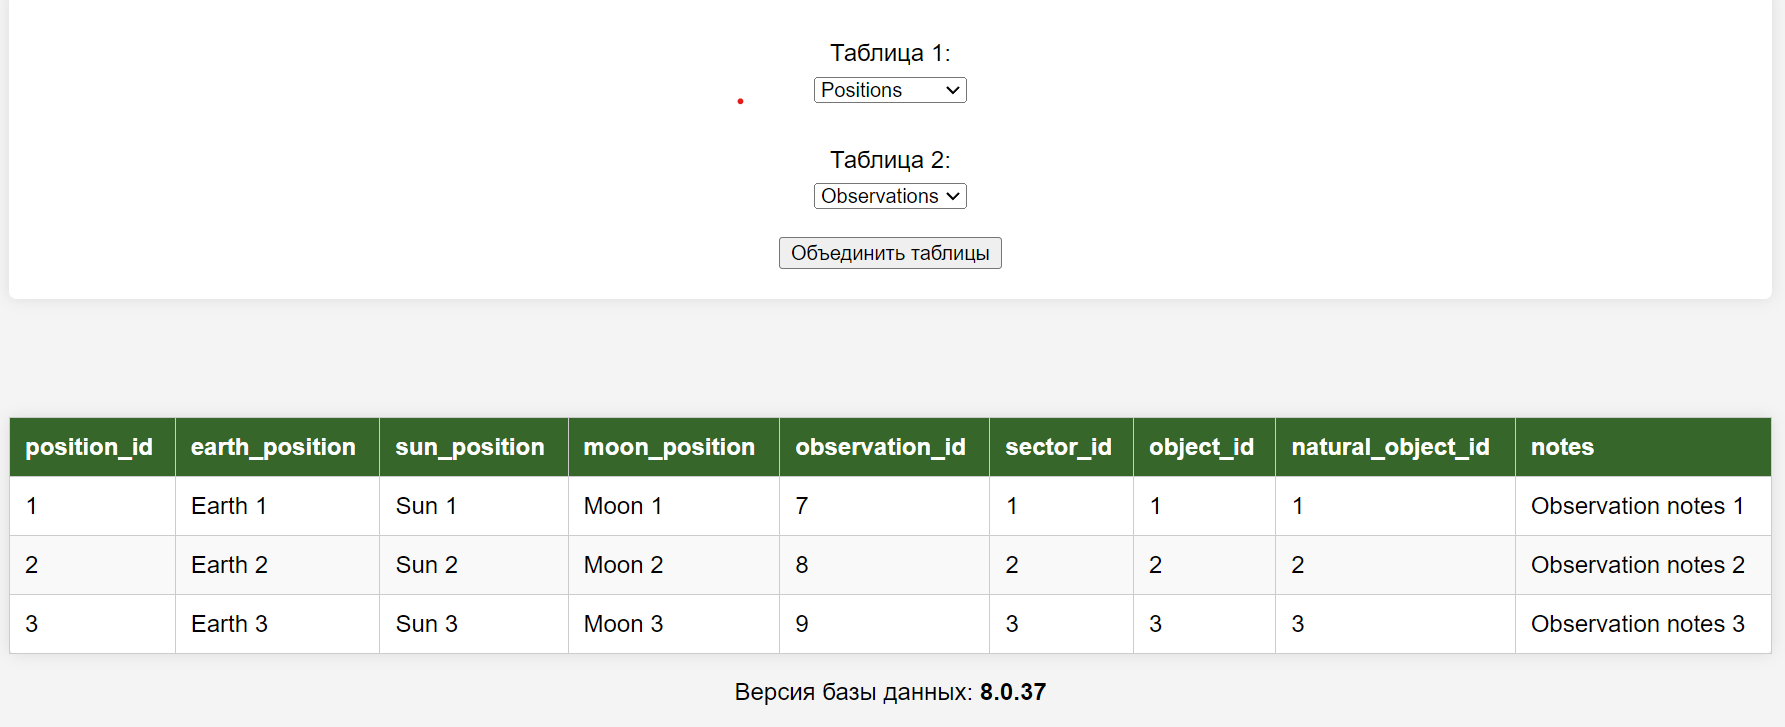 Таблица 1:
Positions
Таблица 2:
Observations
Объединить таблицы
position_id earth_position sun_position moon_position observation_id sector_id object_id natural_object_id notes
1 Earth 1 Sun 1 Moon 1 7 1 1 1 Observation notes 1
2 Earth 2 Sun 2 Moon 2 8 2 2 2 Observation notes 2
3 Earth 3 Sun 3 Moon 3 9 3 3 3 Observation notes 3
Версия базы данных: 8.0.37